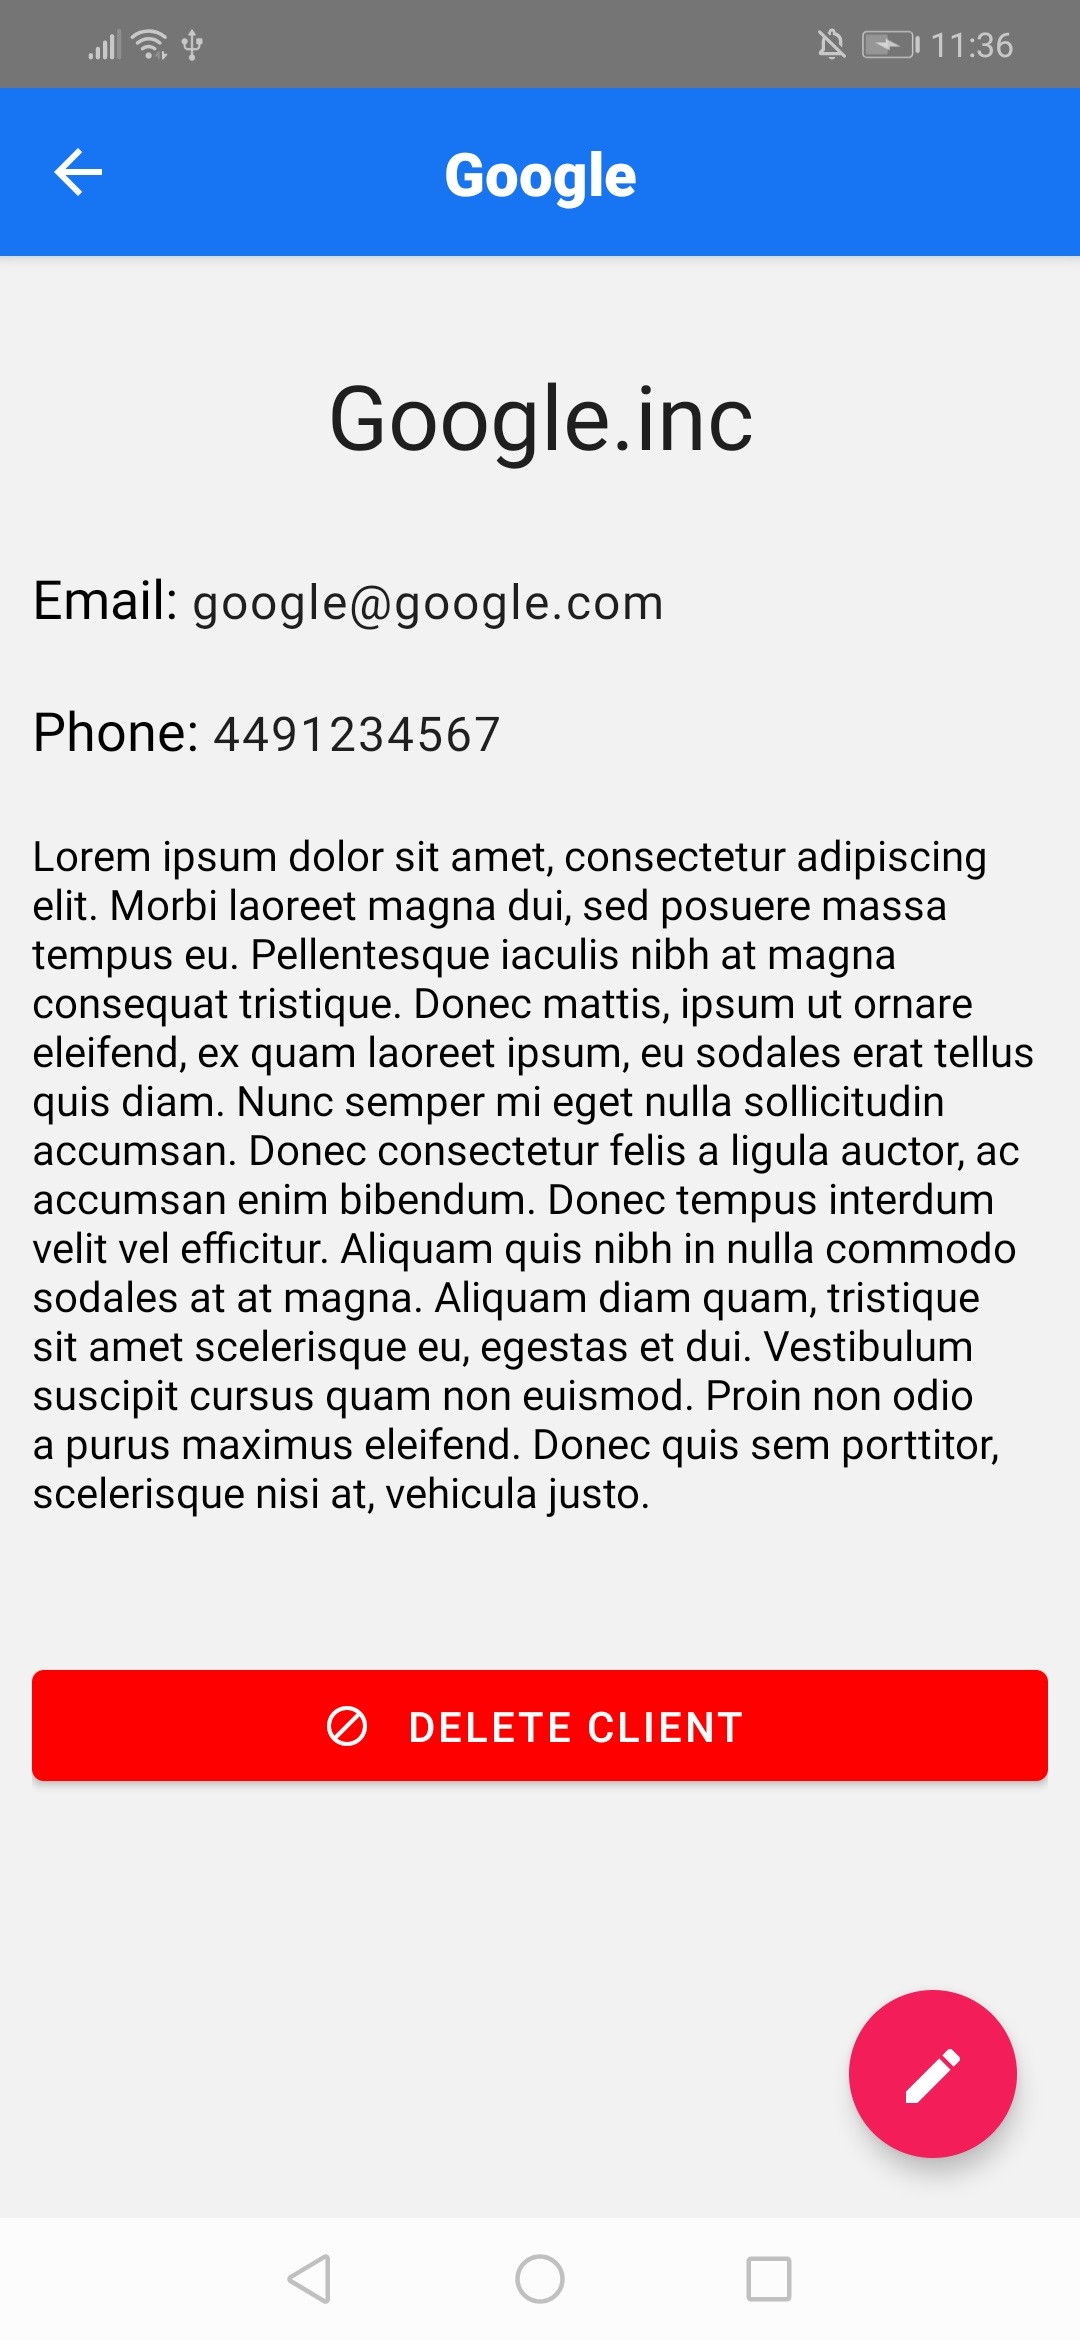 11:36
Google
Google.inc
Email: google@google.com
Phone: 4491234567
Lorem ipsum dolor sit amet, consectetur adipiscing
elit. Morbi laoreet magna dui, sed posuere massa
tempus eu. Pellentesque iaculis nibh at magna
consequat tristique. Donec mattis, ipsum ut ornare
eleifend, ex quam laoreet ipsum, eu sodales erat tellus
quis diam. Nunc semper mi eget nulla sollicitudin
accumsan. Donec consectetur felis a ligula auctor, ac
accumsan enim bibendum. Donec tempus interdum
velit vel efficitur. Aliquam quis nibh in nulla commodo
sodales at at magna. Aliquam diam quam, tristique
sit amet scelerisque eu, egestas et dui. Vestibulum
suscipit cursus quam non euismod. Proin non odio
a purus maximus eleifend. Donec quis sem porttitor,
scelerisque nisi at, vehicula justo.
DELETE CLIENT